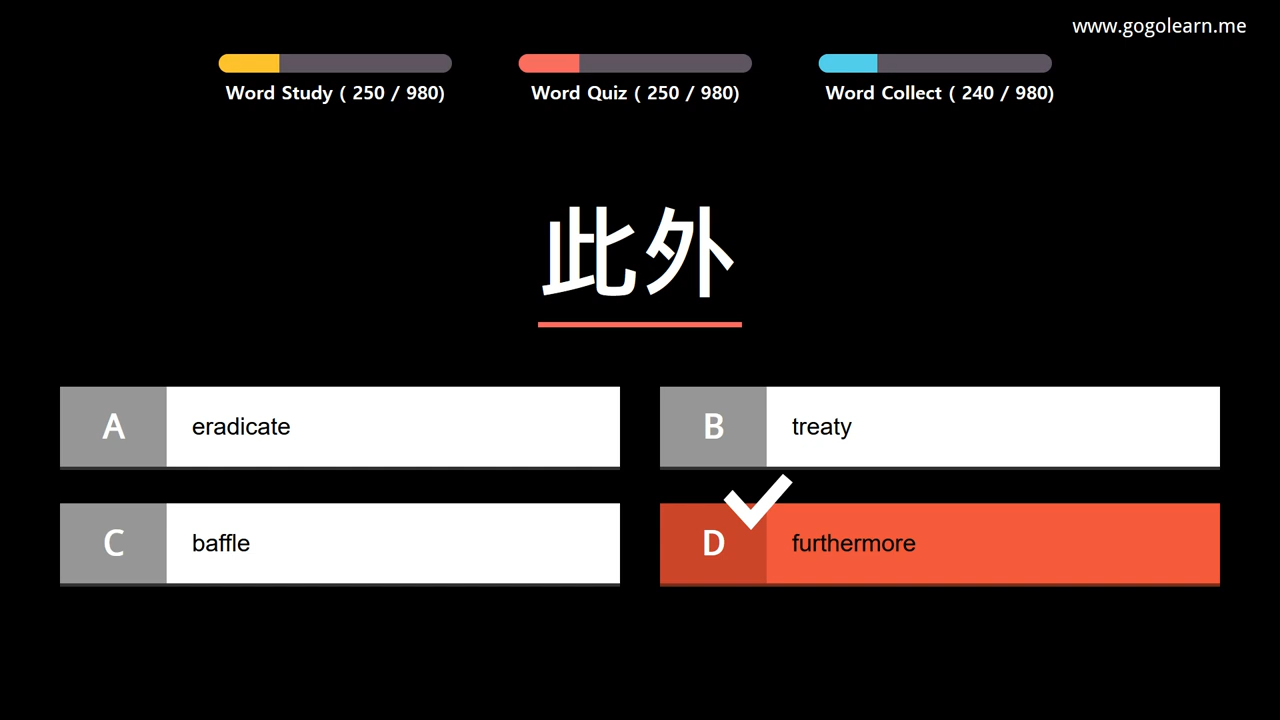 www.gogolearn.me
Word Study ( 250 / 980)
Word Quiz ( 250 / 980)
Word Collect ( 240 / 980)
此外
A
eradicate
B
treaty
C
baffle
D
furthermore